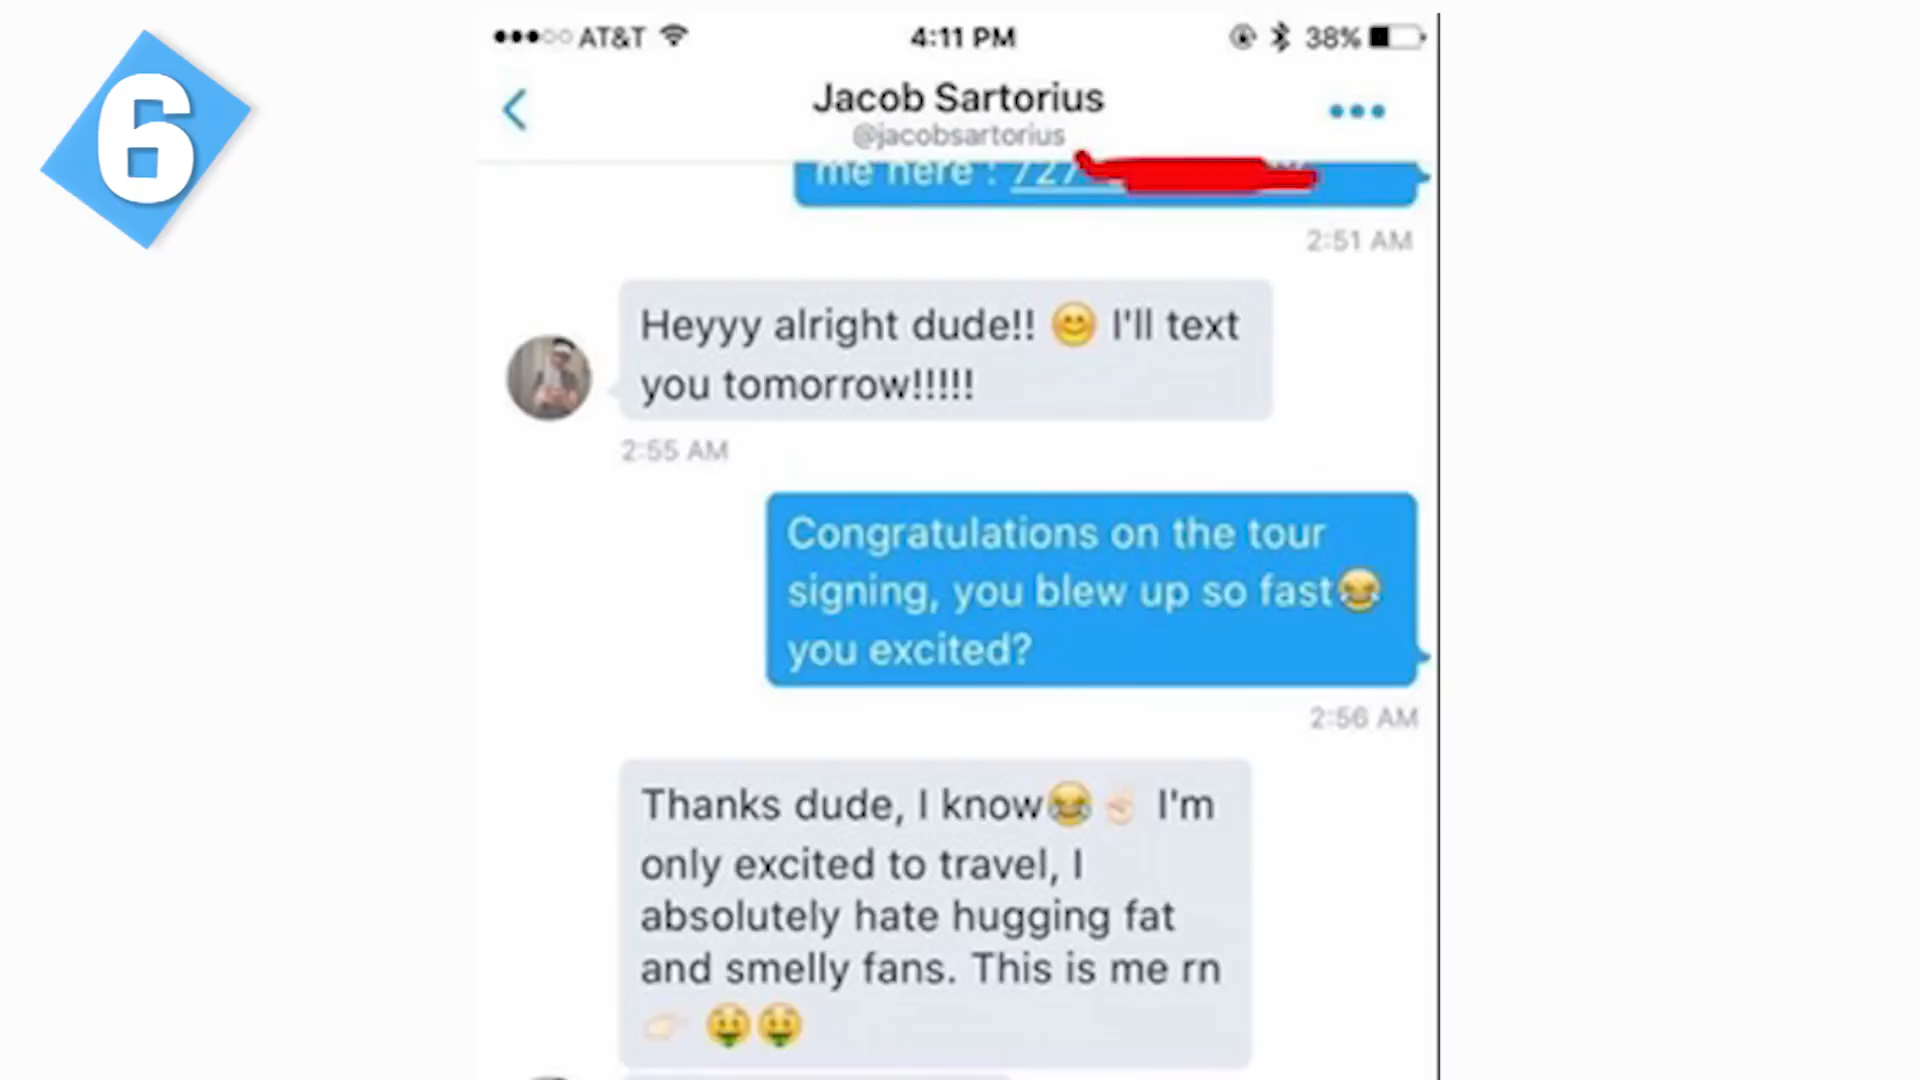 6
AT&T 4:11 PM 38%
Jacob Sartorius
@jacobsartorius
me here : 727
2:51 AM
Heyyy alright dude!! 😊 I'll text
you tomorrow!!!!!
2:55 AM
Congratulations on the tour
signing, you blew up so fast😂
you excited?
2:56 AM
Thanks dude, I know😂✌🏻 I'm
only excited to travel, I
absolutely hate hugging fat
and smelly fans. This is me rn
👉🏻 🤑🤑